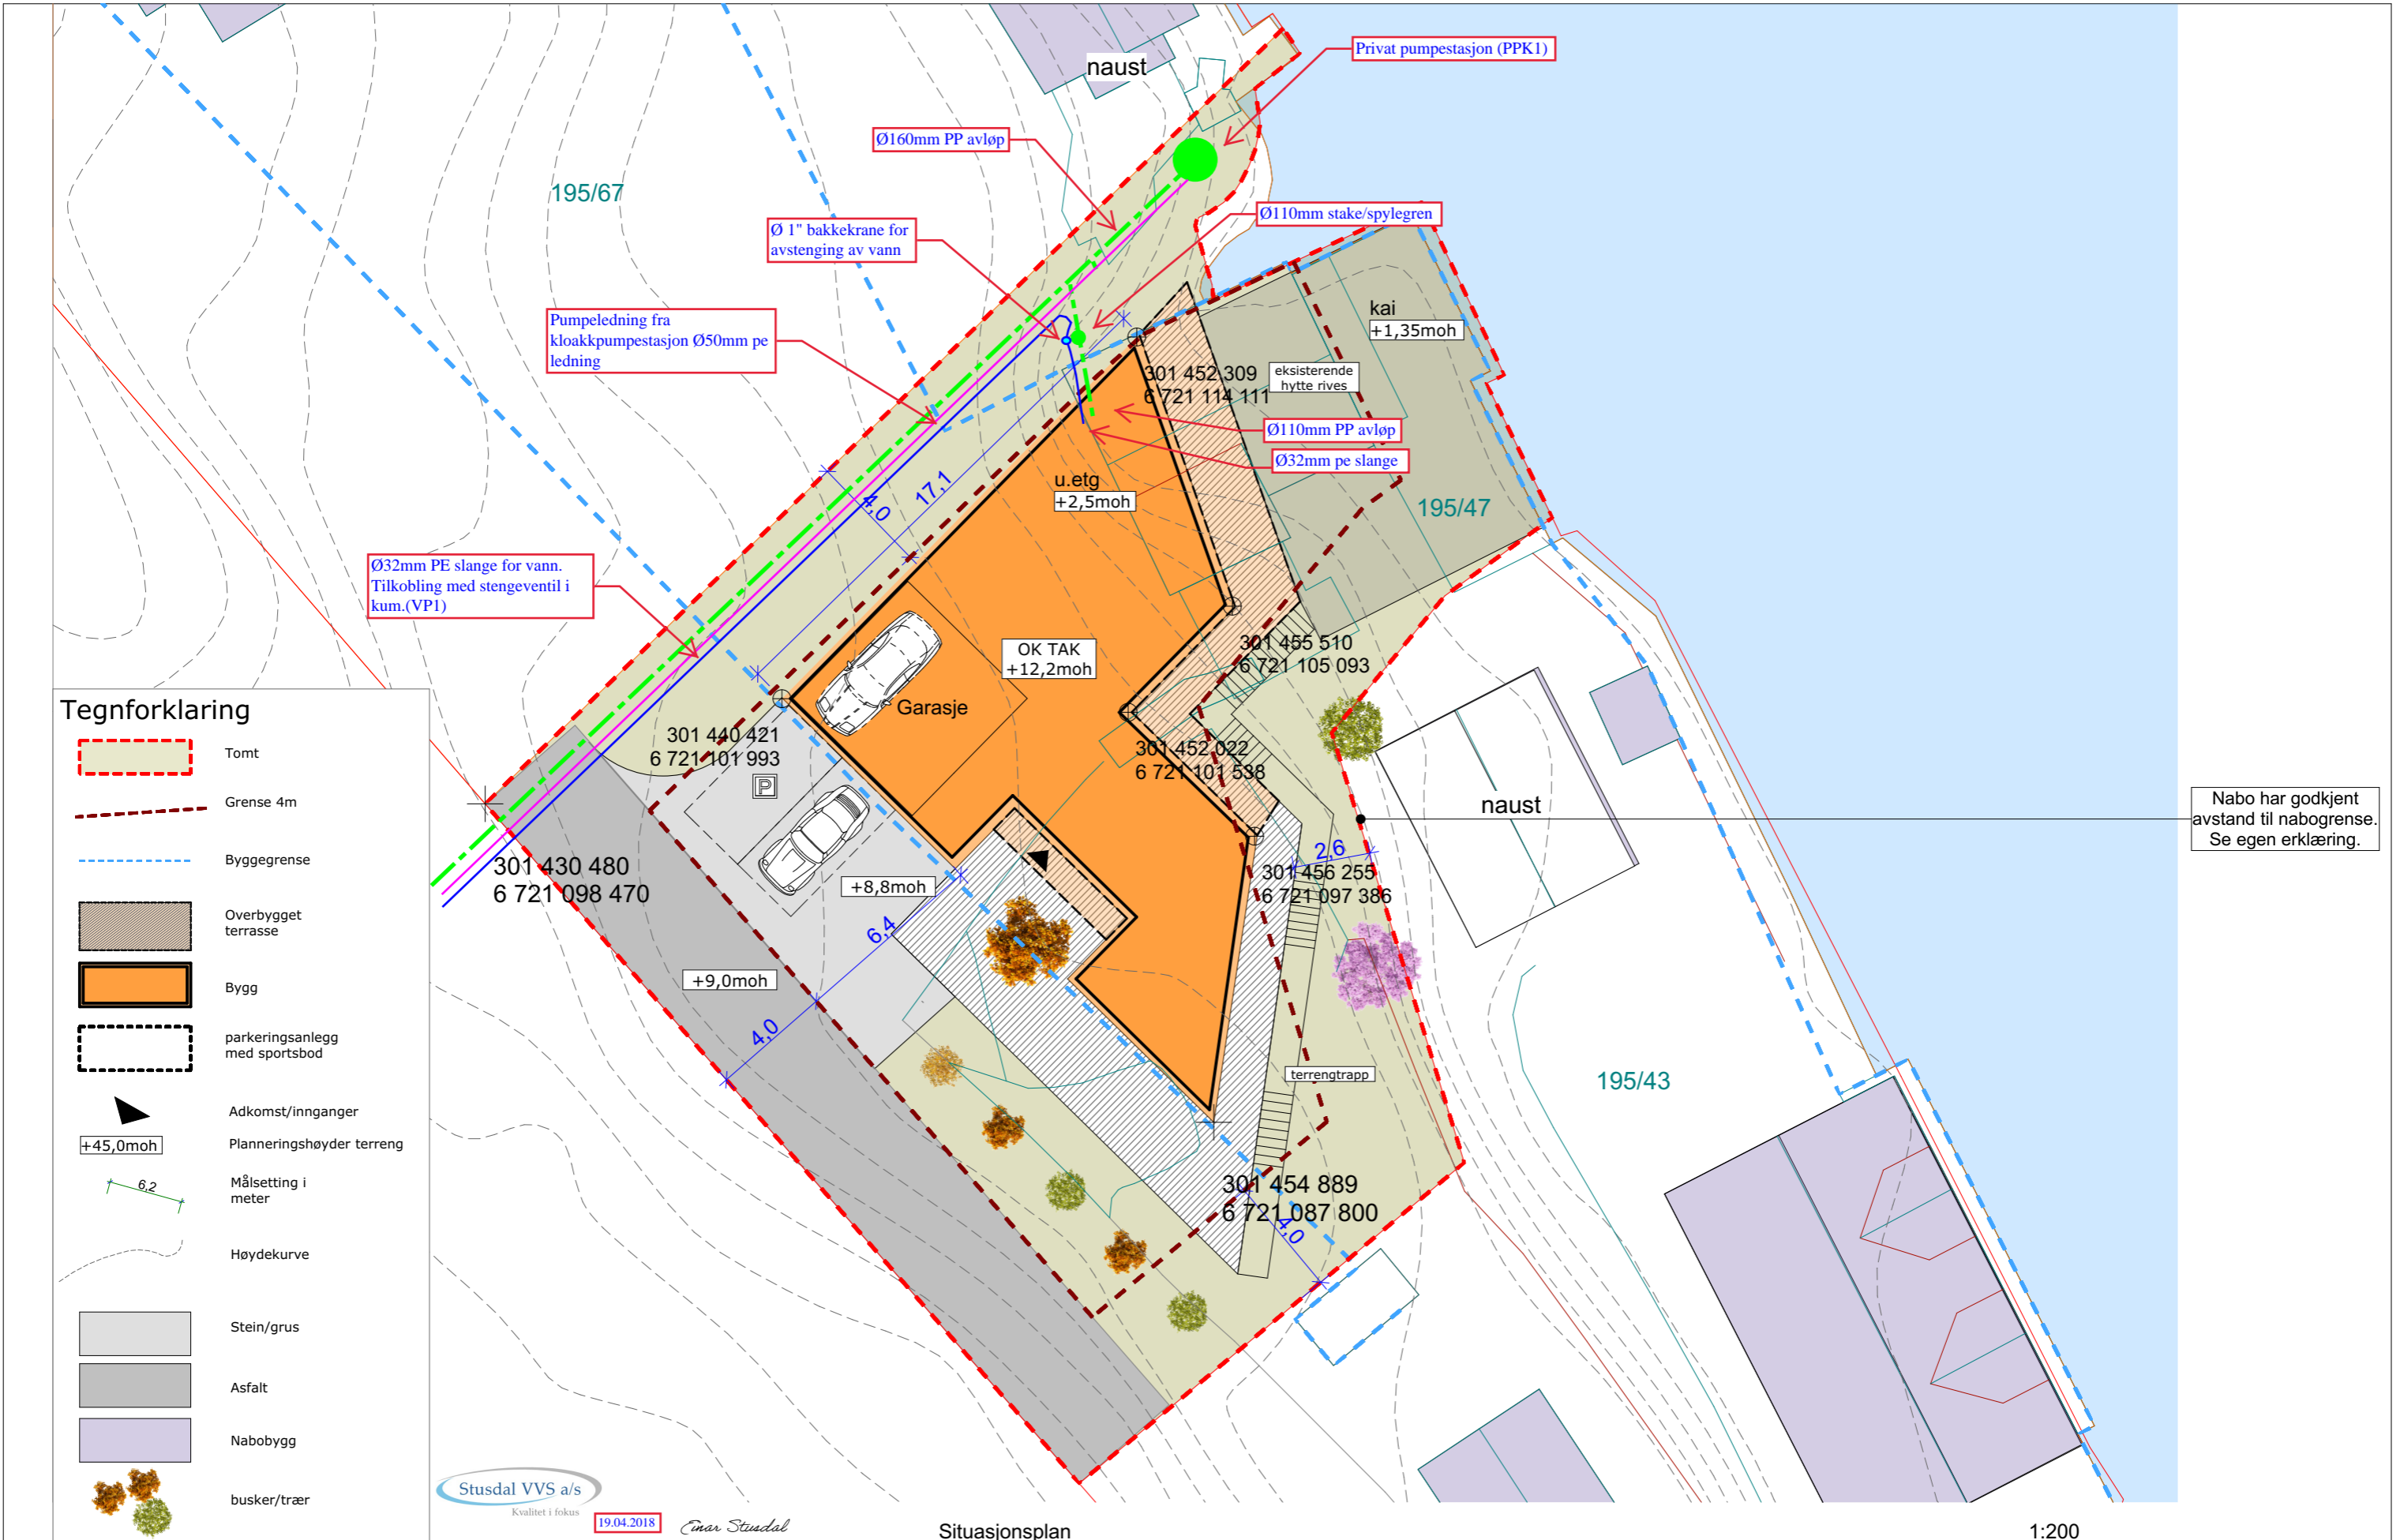 naust
Privat pumpestasjon (PPK1)
Ø160mm PP avløp
195/67
Ø110mm stake/spylegren
Ø 1" bakkekrane for
avstenging av vann
Pumpeledning fra
kloakkpumpestasjon Ø50mm pe
ledning
kai
+1,35moh
301 452 309
6 721 114 111
eksisterende
hytte rives
Ø110mm PP avløp
Ø32mm pe slange
u.etg
+2,5moh
17,1
4,0
195/47
Ø32mm PE slange for vann.
Tilkobling med stengeventil i
kum.(VP1)
OK TAK
+12,2moh
301 455 510
6 721 105 093
Garasje
301 440 421
6 721 101 993
P
301 452 022
6 721 101 538
naust
Nabo har godkjent
avstand til nabogrense.
Se egen erklæring.
2,6
301 456 255
6 721 097 386
301 430 480
6 721 098 470
+8,8moh
6,4
+9,0moh
4,0
terrengtrapp
195/43
301 454 889
6 721 087 800
4,0
Tegnforklaring
Tomt
Grense 4m
Byggegrense
Overbygget
terrasse
Bygg
parkeringsanlegg
med sportsbod
Adkomst/innganger
+45,0moh
Planneringshøyder terreng
6,2
Målsetting i
meter
Høydekurve
Stein/grus
Asfalt
Nabobygg
busker/trær
Stusdal VVS a/s
Kvalitet i fokus
19.04.2018
Einar Stusdal
Situasjonsplan
1:200